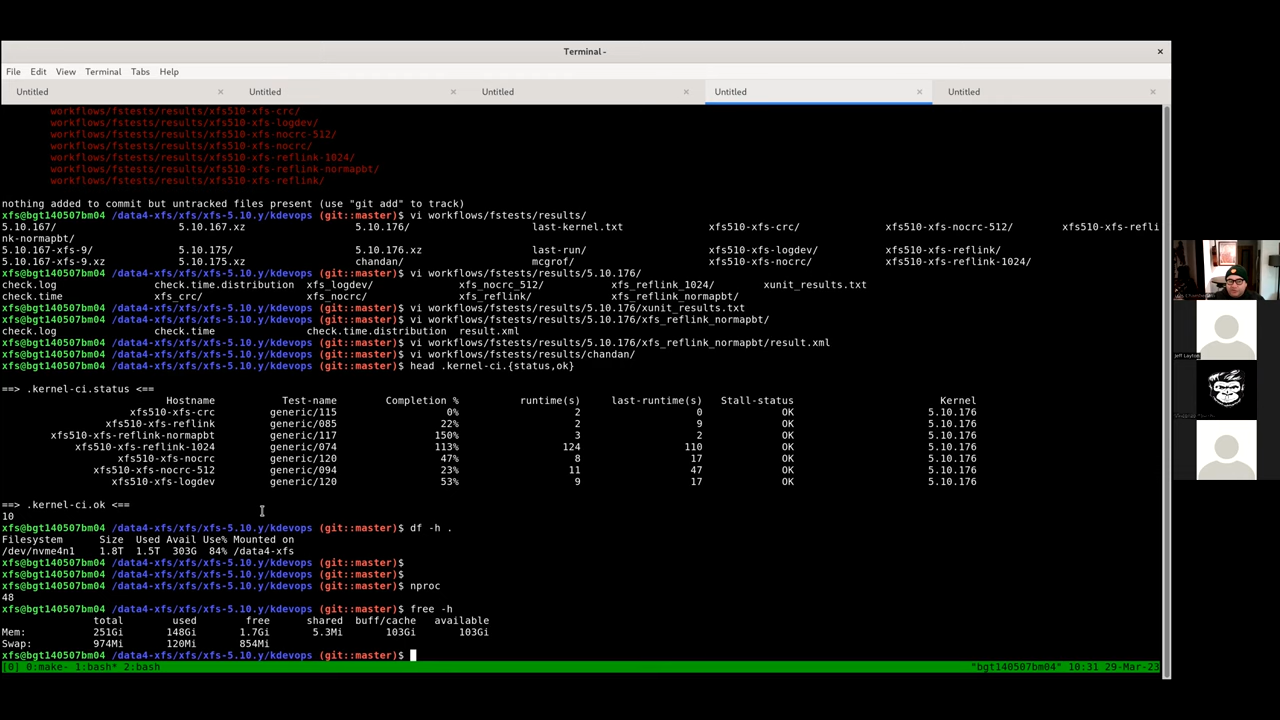 Terminal -
File Edit View Terminal Tabs Help
Untitled Untitled Untitled Untitled Untitled
workflows/fstests/results/xfs510-xfs-crc/
workflows/fstests/results/xfs510-xfs-logdev/
workflows/fstests/results/xfs510-xfs-nocrc-512/
workflows/fstests/results/xfs510-xfs-nocrc/
workflows/fstests/results/xfs510-xfs-reflink-1024/
workflows/fstests/results/xfs510-xfs-reflink-normapbt/
workflows/fstests/results/xfs510-xfs-reflink/
nothing added to commit but untracked files present (use "git add" to track)
xfs@bgt140507bm04 /data4-xfs/xfs/xfs-5.10.y/kdevops (git::master)$ vi workflows/fstests/results/
5.10.167/ 5.10.167.xz 5.10.176/ last-kernel.txt xfs510-xfs-crc/ xfs510-xfs-nocrc-512/ xfs510-xfs-refli
nk-normapbt/
5.10.167-xfs-9/ 5.10.175/ 5.10.176.xz last-run/ xfs510-xfs-logdev/ xfs510-xfs-reflink/
5.10.167-xfs-9.xz 5.10.175.xz chandan/ mcgrof/ xfs510-xfs-nocrc/ xfs510-xfs-reflink-1024/
xfs@bgt140507bm04 /data4-xfs/xfs/xfs-5.10.y/kdevops (git::master)$ vi workflows/fstests/results/5.10.176/
check.log check.time.distribution xfs_logdev/ xfs_nocrc_512/ xfs_reflink_1024/ xunit_results.txt
check.time xfs_crc/ xfs_nocrc/ xfs_reflink/ xfs_reflink_normapbt/
xfs@bgt140507bm04 /data4-xfs/xfs/xfs-5.10.y/kdevops (git::master)$ vi workflows/fstests/results/5.10.176/xunit_results.txt
xfs@bgt140507bm04 /data4-xfs/xfs/xfs-5.10.y/kdevops (git::master)$ vi workflows/fstests/results/5.10.176/xfs_reflink_normapbt/
check.log check.time check.time.distribution result.xml
xfs@bgt140507bm04 /data4-xfs/xfs/xfs-5.10.y/kdevops (git::master)$ vi workflows/fstests/results/5.10.176/xfs_reflink_normapbt/result.xml
xfs@bgt140507bm04 /data4-xfs/xfs/xfs-5.10.y/kdevops (git::master)$ vi workflows/fstests/results/chandan/
xfs@bgt140507bm04 /data4-xfs/xfs/xfs-5.10.y/kdevops (git::master)$ head .kernel-ci.{status,ok}
==> .kernel-ci.status <==
Hostname Test-name Completion % runtime(s) last-runtime(s) Stall-status Kernel
xfs510-xfs-crc generic/115 0% 2 0 OK 5.10.176
xfs510-xfs-reflink generic/085 22% 2 9 OK 5.10.176
xfs510-xfs-reflink-normapbt generic/117 150% 3 2 OK 5.10.176
xfs510-xfs-reflink-1024 generic/074 113% 124 110 OK 5.10.176
xfs510-xfs-nocrc generic/120 47% 8 17 OK 5.10.176
xfs510-xfs-nocrc-512 generic/094 23% 11 47 OK 5.10.176
xfs510-xfs-logdev generic/120 53% 9 17 OK 5.10.176
==> .kernel-ci.ok <==
10
xfs@bgt140507bm04 /data4-xfs/xfs/xfs-5.10.y/kdevops (git::master)$ df -h .
Filesystem Size Used Avail Use% Mounted on
/dev/nvme4n1 1.8T 1.5T 303G 84% /data4-xfs
xfs@bgt140507bm04 /data4-xfs/xfs/xfs-5.10.y/kdevops (git::master)$
xfs@bgt140507bm04 /data4-xfs/xfs/xfs-5.10.y/kdevops (git::master)$
xfs@bgt140507bm04 /data4-xfs/xfs/xfs-5.10.y/kdevops (git::master)$ nproc
48
xfs@bgt140507bm04 /data4-xfs/xfs/xfs-5.10.y/kdevops (git::master)$ free -h
total used free shared buff/cache available
Mem: 251Gi 148Gi 1.7Gi 5.3Mi 103Gi 103Gi
Swap: 974Mi 120Mi 854Mi
xfs@bgt140507bm04 /data4-xfs/xfs/xfs-5.10.y/kdevops (git::master)$
[0] 0:make- 1:bash* 2:bash "bgt140507bm04" 10:31 29-Mar-23
Jeff Layton